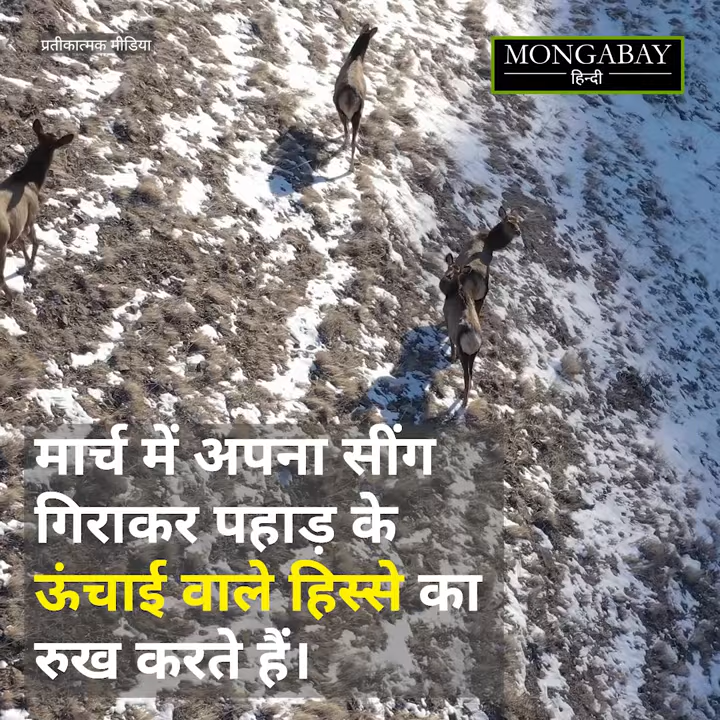 प्रतीकात्मक मीडिया
MONGABAY
हिन्दी
मार्च में अपना सींग
गिराकर पहाड़ के
ऊंचाई वाले हिस्से का
रुख करते हैं।